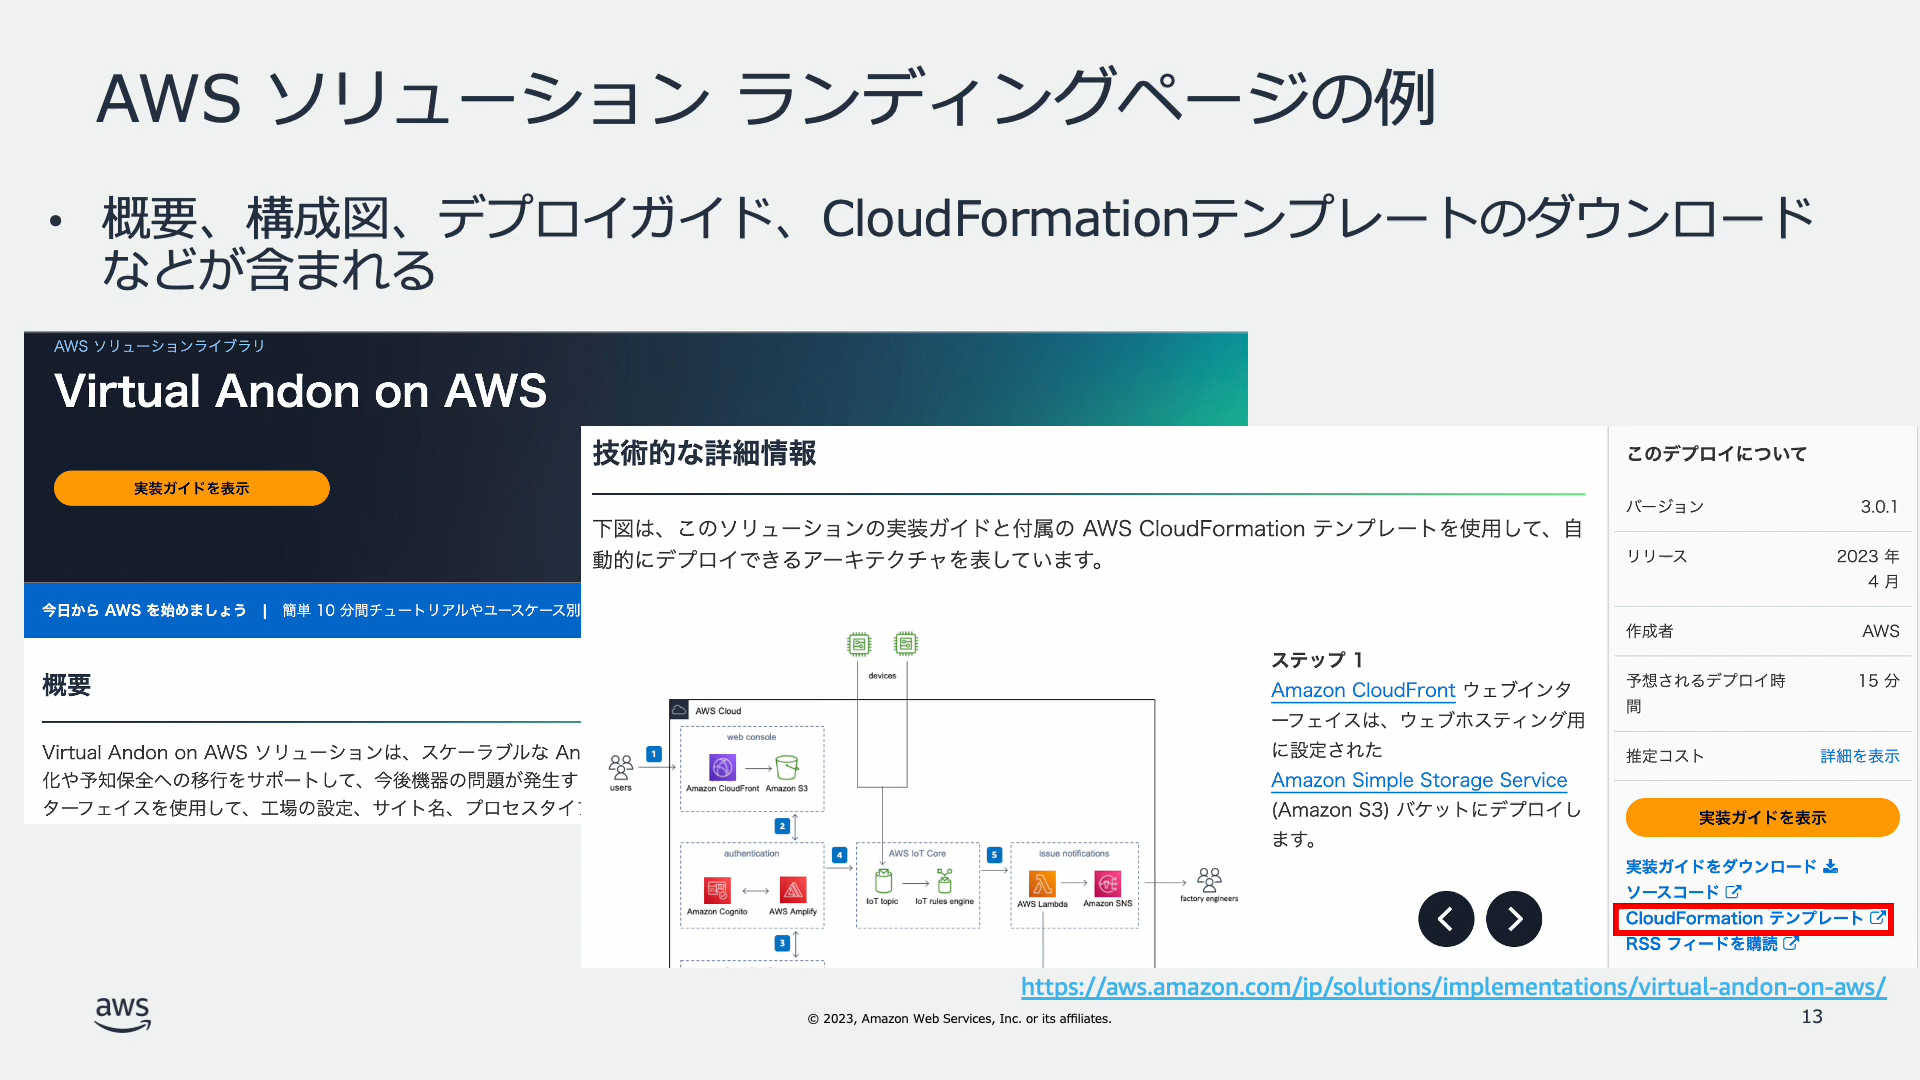 AWS ソリューション ランディングページの例
• 概要、構成図、デプロイガイド、CloudFormationテンプレートのダウンロード
などが含まれる
AWS ソリューションライブラリ
Virtual Andon on AWS
実装ガイドを表示
今日から AWS を始めましょう | 簡単 10 分間チュートリアルやユースケース別
概要
Virtual Andon on AWS ソリューションは、スケーラブルな An
化や予知保全への移行をサポートして、今後機器の問題が発生す
ターフェイスを使用して、工場の設定、サイト名、プロセスタイプ
技術的な詳細情報
下図は、このソリューションの実装ガイドと付属の AWS CloudFormation テンプレートを使用して、自
動的にデプロイできるアーキテクチャを表しています。
devices
AWS Cloud
web console
1
users
Amazon CloudFront
Amazon S3
2
authentication
4
AWS IoT Core
5
issue notifications
Amazon Cognito
AWS Amplify
IoT topic
IoT rules engine
AWS Lambda
Amazon SNS
factory engineers
3
ステップ 1
Amazon CloudFront ウェブインタ
ーフェイスは、ウェブホスティング用
に設定された
Amazon Simple Storage Service
(Amazon S3) バケットにデプロイし
ます。
このデプロイについて
バージョン 3.0.1
リリース 2023 年
4 月
作成者 AWS
予想されるデプロイ時 15 分
間
推定コスト 詳細を表示
実装ガイドを表示
実装ガイドをダウンロード
ソースコード
CloudFormation テンプレート
RSS フィードを購読
https://aws.amazon.com/jp/solutions/implementations/virtual-andon-on-aws/
aws
© 2023, Amazon Web Services, Inc. or its affiliates.
13